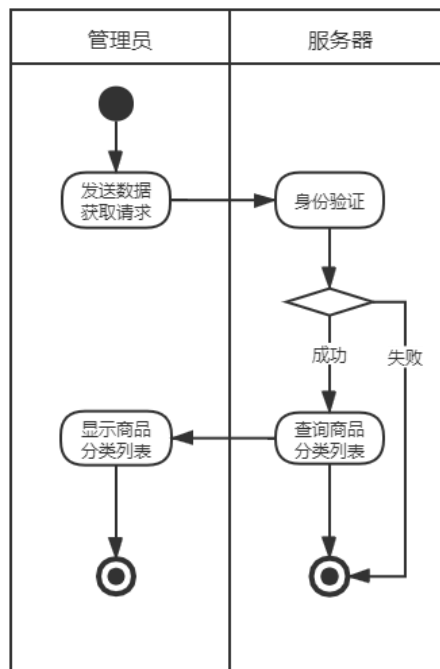 管理员
服务器
发送数据
获取请求
身份验证
成功
失败
显示商品
分类列表
查询商品
分类列表